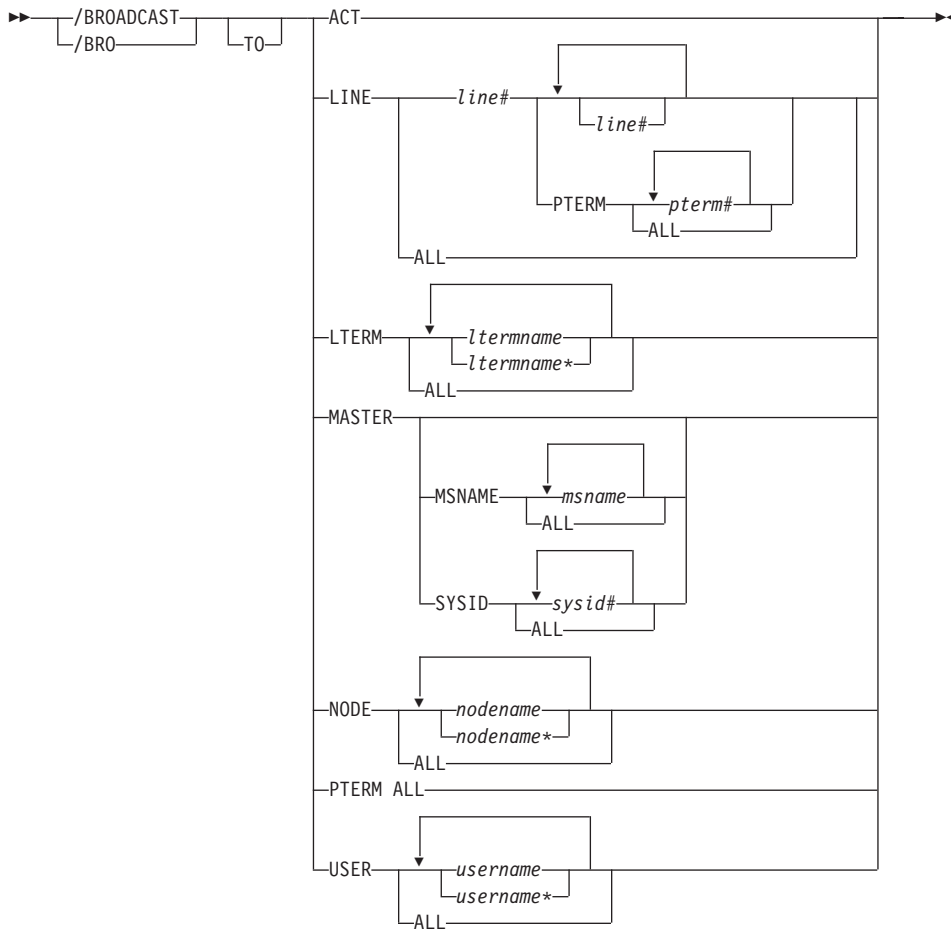 /BROADCAST ACT
/BRO TO
LINE line#
line#
PTERM pterm#
ALL
ALL
LTERM ltermname
ltermname*
ALL
MASTER
MSNAME msname
ALL
SYSID sysid#
ALL
NODE nodename
nodename*
ALL
PTERM ALL
USER username
username*
ALL